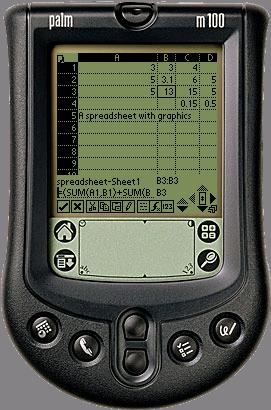 palm m100
A B C D
1 3 3 4
2 5 3.1 6 5
3 5 13 15 5
4 0.15 0.5
5 A spreadsheet with graphics
6
7
8
9
spreadsheet-Sheet1 B3:B3
=(SUM(A1,B1)+SUM(B B3
123